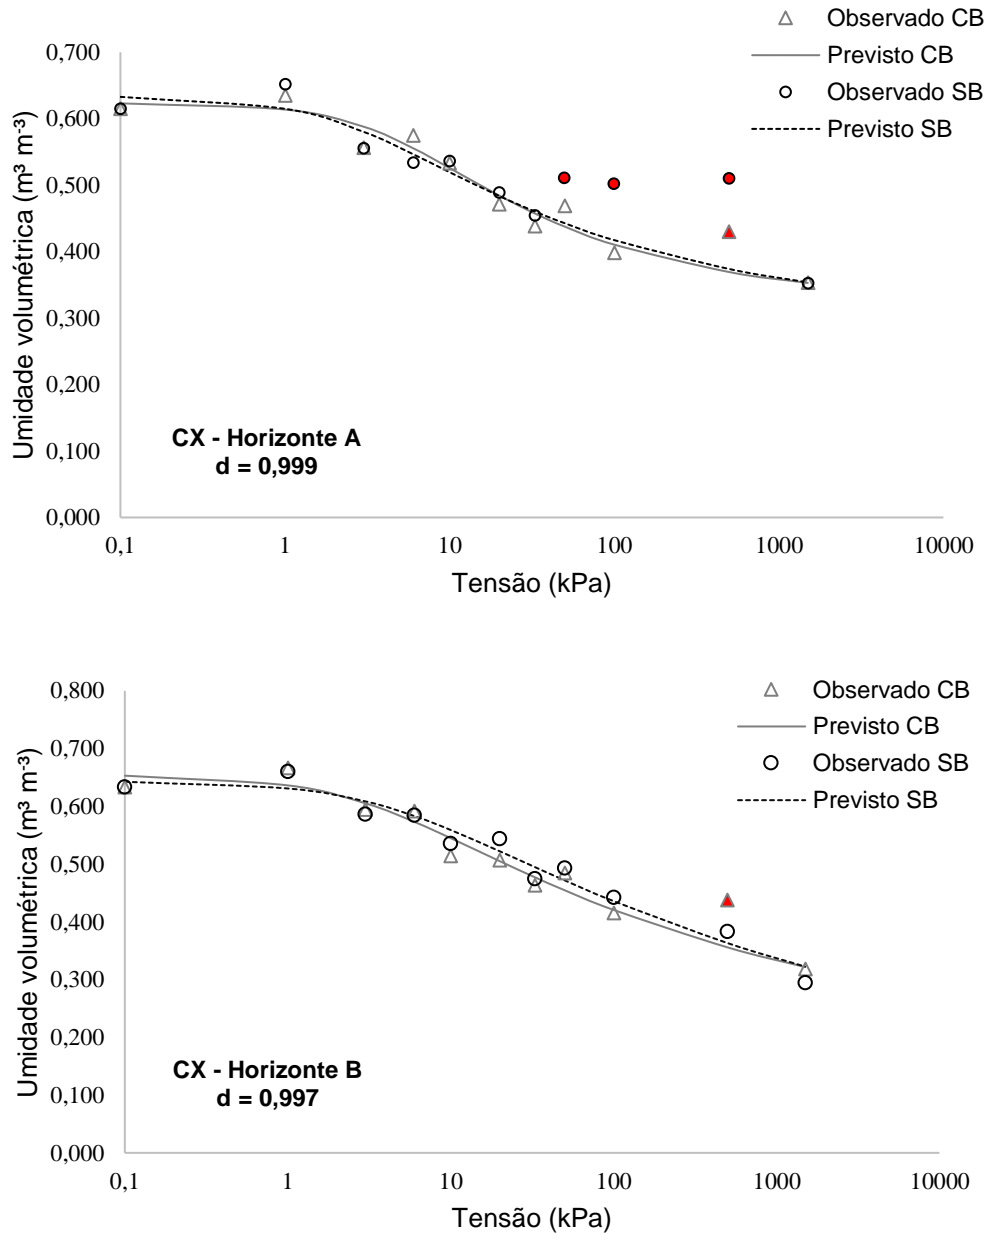 Observado CB
Previsto CB
Observado SB
Previsto SB
Umidade volumétrica (m³ m⁻³)
0,700
0,600
0,500
0,400
0,300
0,200
0,100
0,000
CX - Horizonte A
d = 0,999
0,1 1 10 100 1000 10000
Tensão (kPa)
Observado CB
Previsto CB
Observado SB
Previsto SB
Umidade volumétrica (m³ m⁻³)
0,800
0,700
0,600
0,500
0,400
0,300
0,200
0,100
0,000
CX - Horizonte B
d = 0,997
0,1 1 10 100 1000 10000
Tensão (kPa)